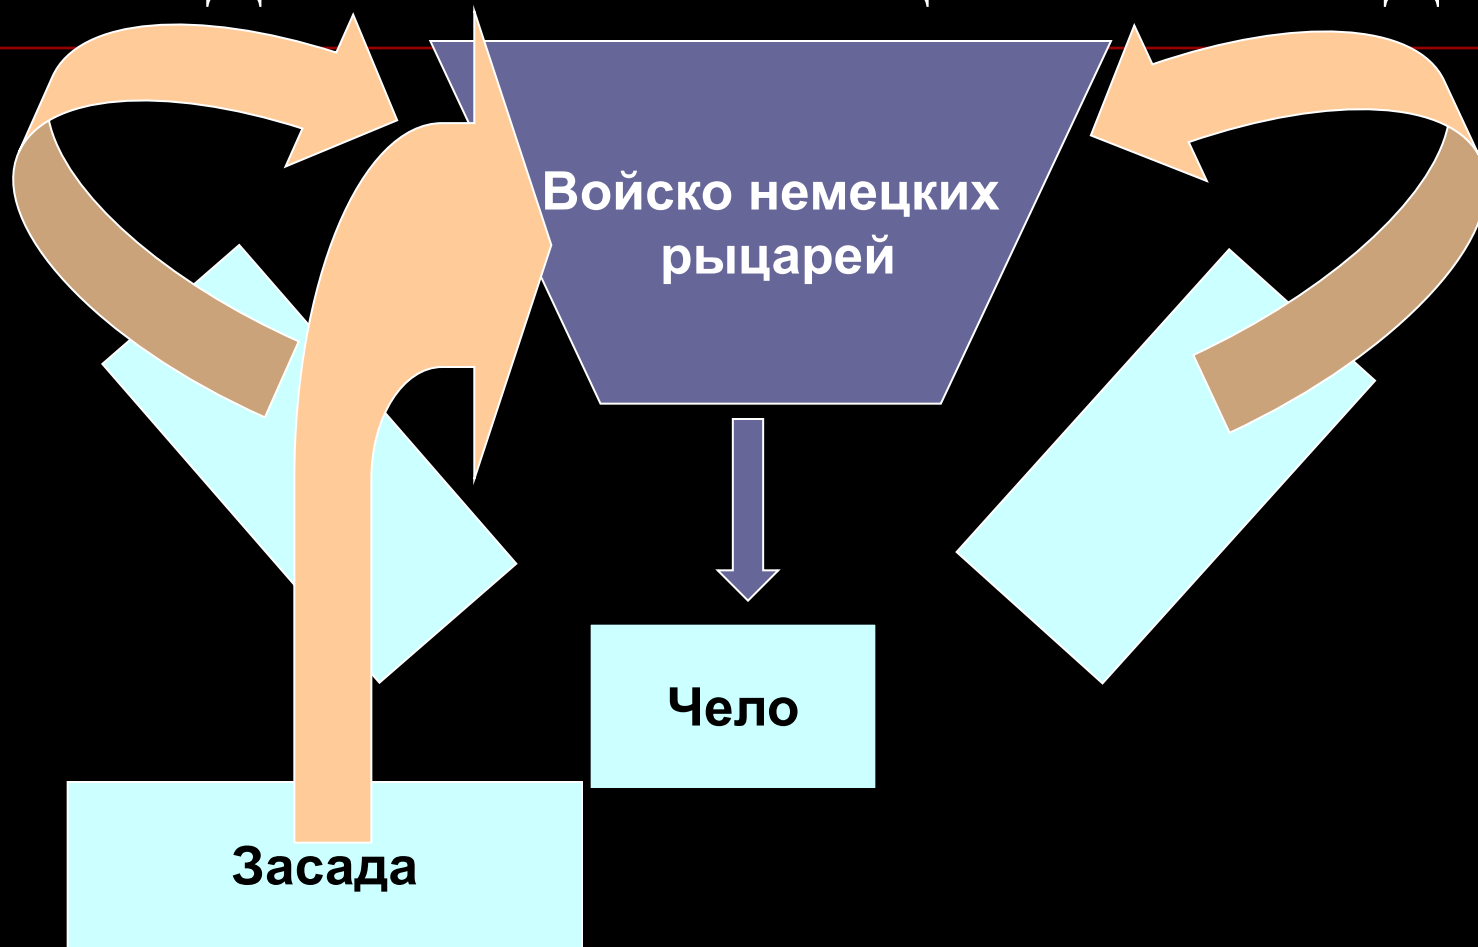 Войско немецких
рыцарей
Чело
Засада